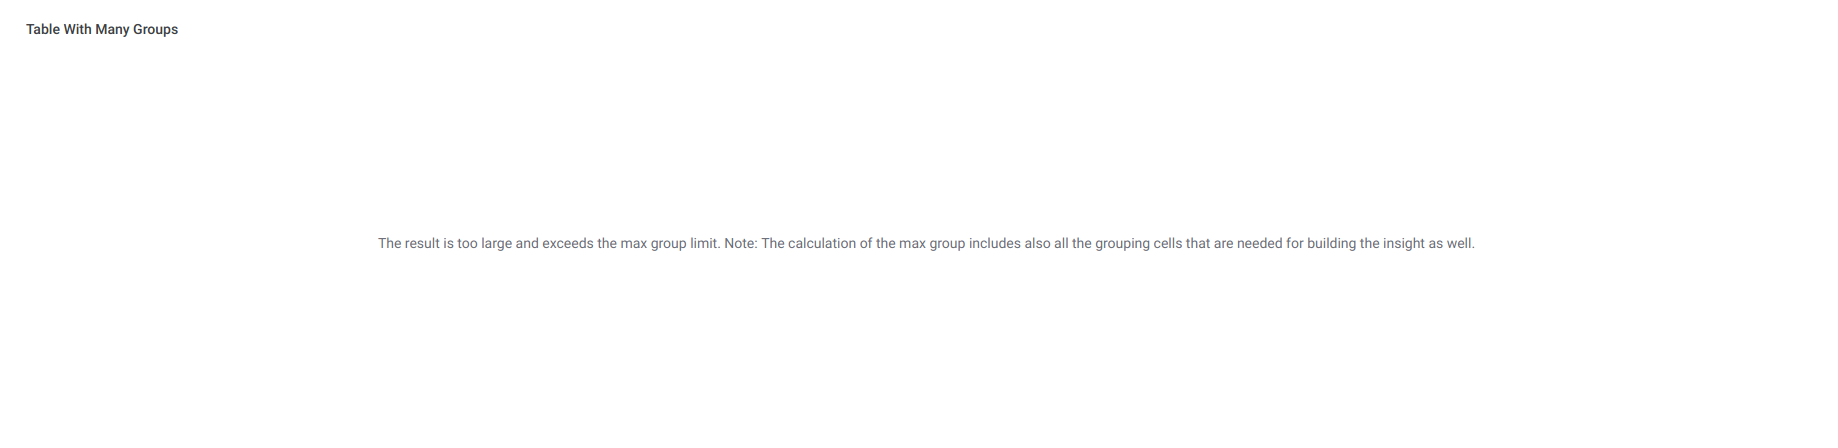 Table With Many Groups
The result is too large and exceeds the max group limit. Note: The calculation of the max group includes also all the grouping cells that are needed for building the insight as well.